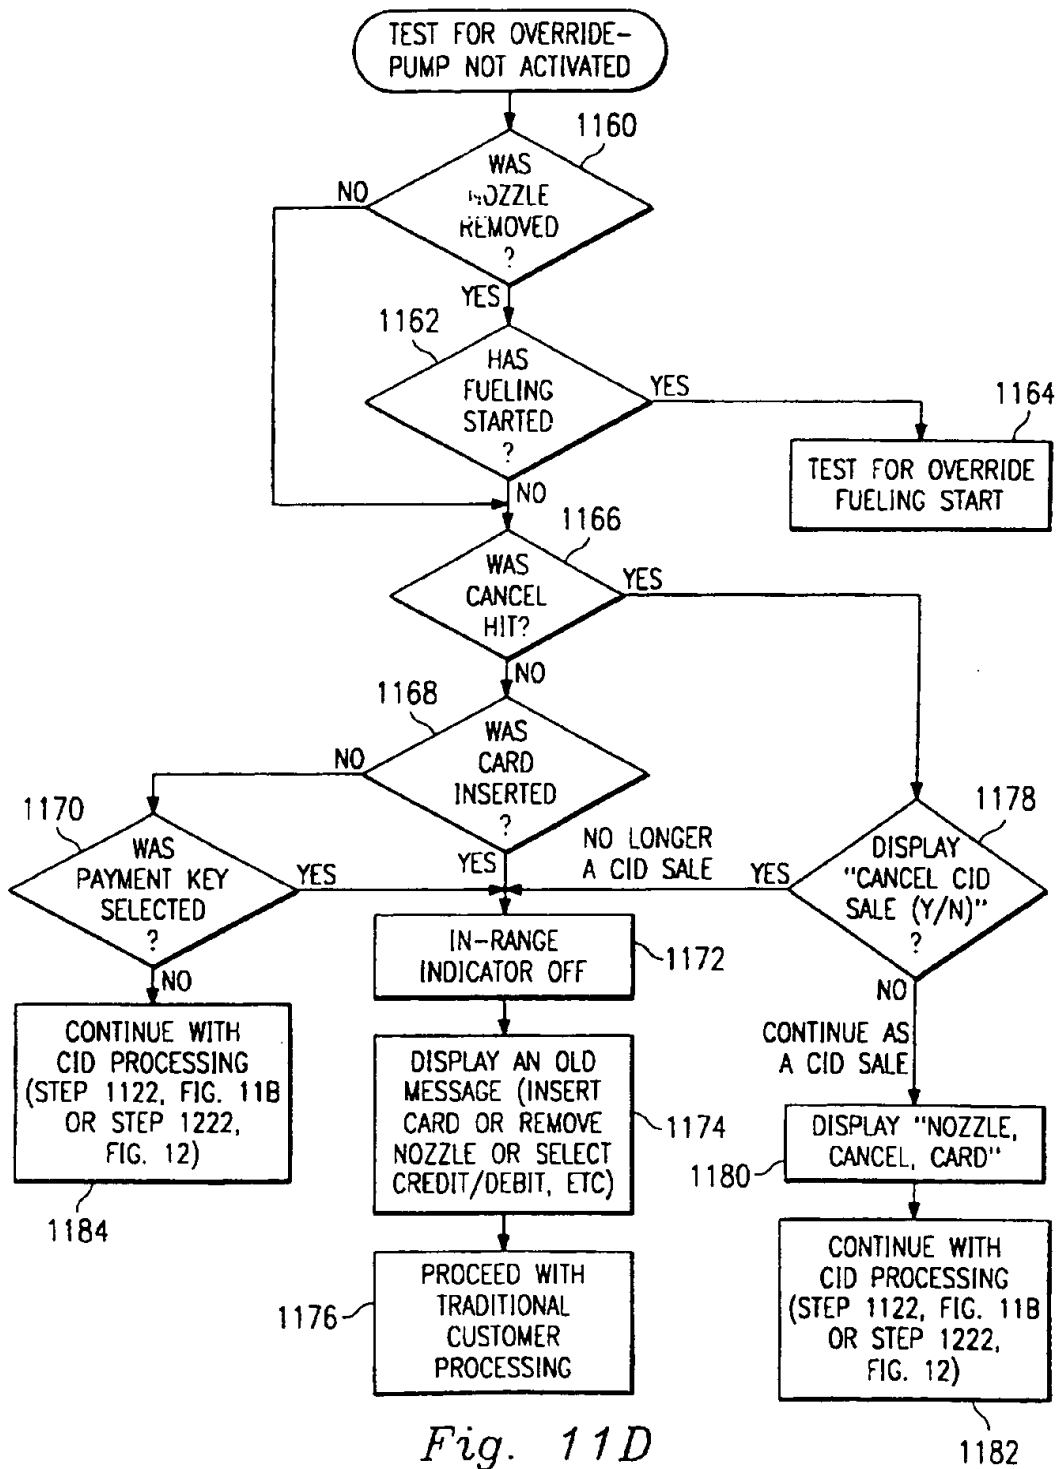 TEST FOR OVERRIDE-
PUMP NOT ACTIVATED
1160
WAS
NOZZLE
REMOVED
?
NO
YES
1162
HAS
FUELING
STARTED
?
YES
1164
TEST FOR OVERRIDE
FUELING START
NO
1166
WAS
CANCEL
HIT?
YES
NO
1168
WAS
CARD
INSERTED
?
NO
YES
1170
WAS
PAYMENT KEY
SELECTED
?
YES
NO
NO LONGER
A CID SALE
YES
1178
DISPLAY
"CANCEL CID
SALE (Y/N)"
?
NO
IN-RANGE
INDICATOR OFF
1172
CONTINUE WITH
CID PROCESSING
(STEP 1122, FIG. 11B
OR STEP 1222,
FIG. 12)
1184
DISPLAY AN OLD
MESSAGE (INSERT
CARD OR REMOVE
NOZZLE OR SELECT
CREDIT/DEBIT, ETC)
1174
CONTINUE AS
A CID SALE
DISPLAY "NOZZLE,
CANCEL, CARD"
1180
PROCEED WITH
TRADITIONAL
CUSTOMER
PROCESSING
1176
CONTINUE WITH
CID PROCESSING
(STEP 1122, FIG. 11B
OR STEP 1222,
FIG. 12)
1182
Fig. 11D